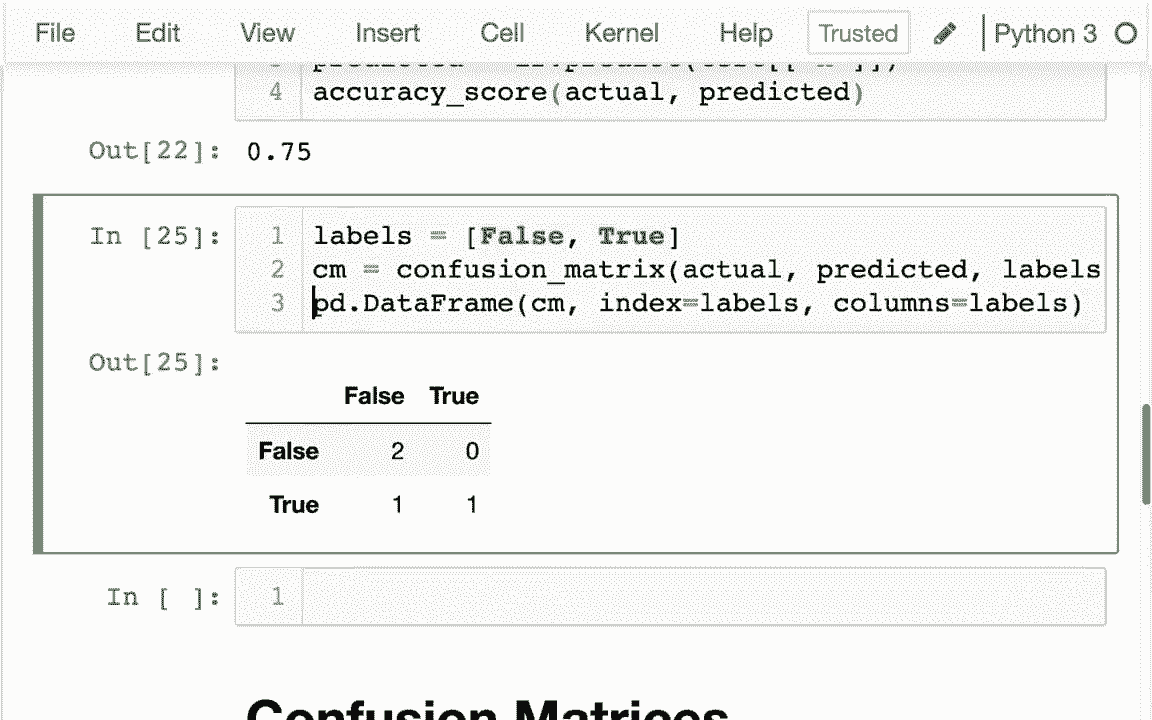 File Edit View Insert Cell Kernel Help Trusted Python 3
4 accuracy_score(actual, predicted)
Out[22]: 0.75
In [25]: 1 labels = [False, True]
2 cm = confusion_matrix(actual, predicted, labels
3 pd.DataFrame(cm, index=labels, columns=labels)
Out[25]:
False True
False 2 0
True 1 1
In [ ]: 1
Confusion Matrices